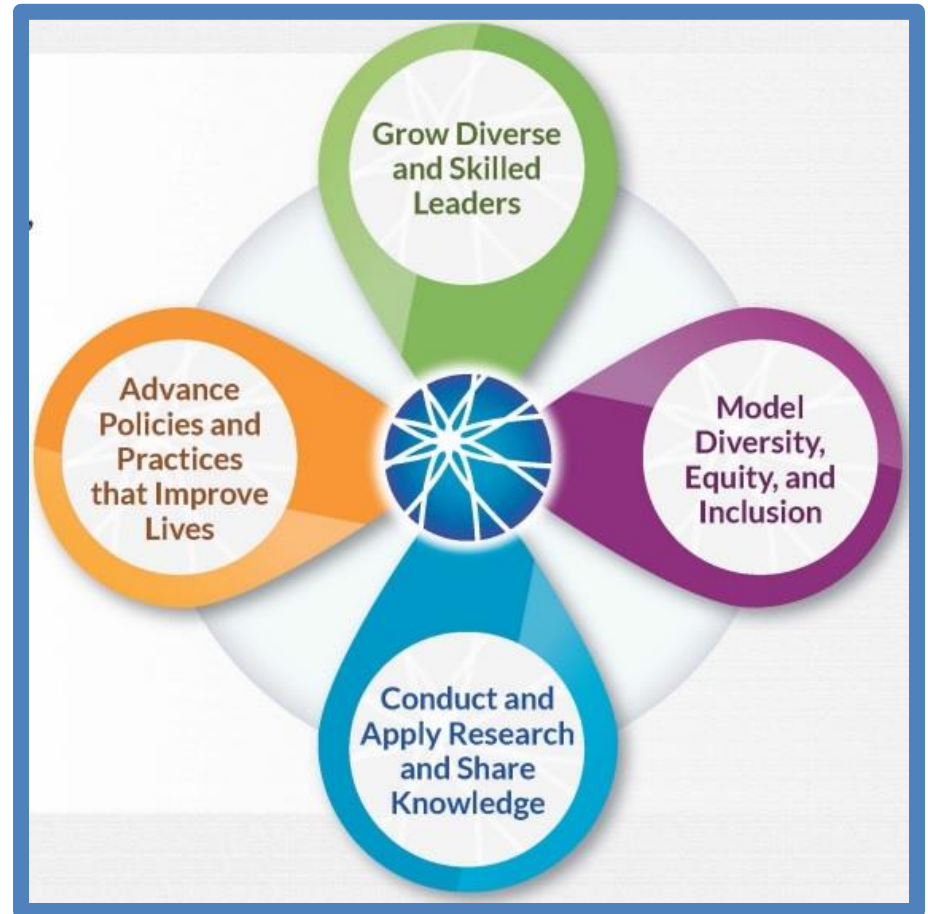 Grow Diverse
and Skilled
Leaders
,
Advance
Policies and
Practices
that Improve
Lives
Model
Diversity,
Equity, and
Inclusion
Conduct and
Apply Research
and Share
Knowledge